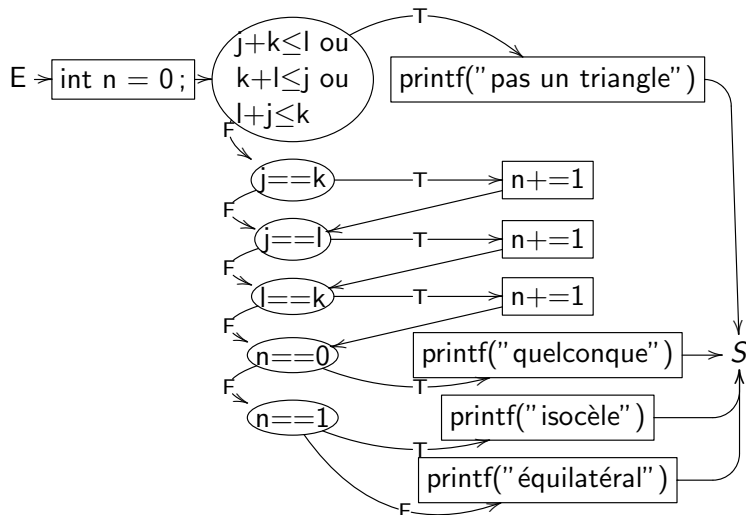 T
j+k≤l ou
E int n = 0 ; k+l≤j ou printf("pas un triangle")
l+j≤k
F
j==k T n+=1
F
j==l T n+=1
F
l==k T n+=1
F
n==0 printf("quelconque") S
F T
n==1 printf("isocèle")
T
printf("équilatéral")
F